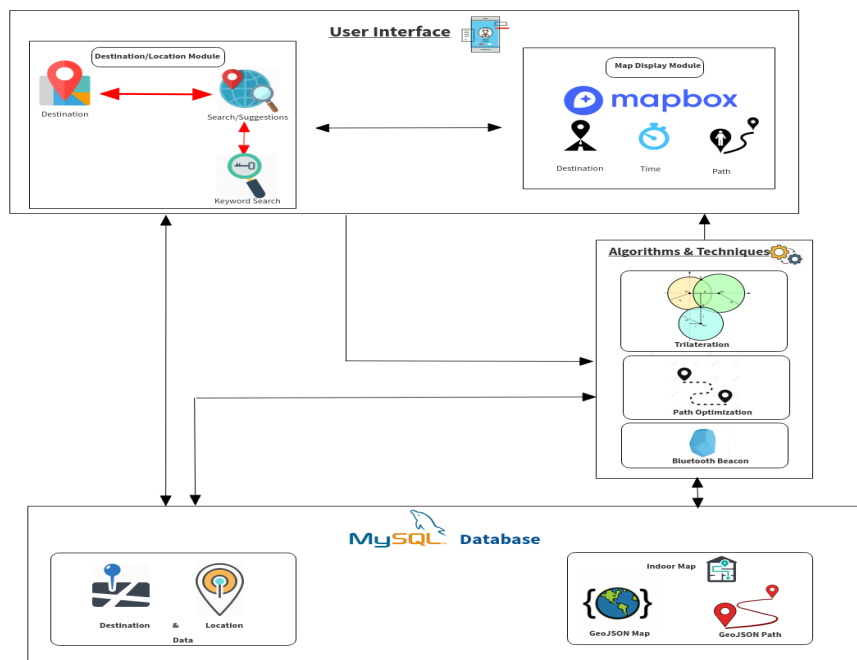 User Interface
Destination/Location Module
Destination
Search/Suggestions
Keyword Search
Map Display Module
mapbox
Destination
Time
Path
Algorithms & Techniques
Trilateration
Path Optimization
Bluetooth Beacon
MySQL Database
Destination & Location
Data
Indoor Map
GeoJSON Map
GeoJSON Path